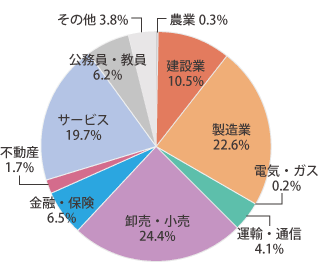 農業 0.3%
建設業
10.5%
製造業
22.6%
電気・ガス
0.2%
運輸・通信
4.1%
卸売・小売
24.4%
金融・保険
6.5%
不動産
1.7%
サービス
19.7%
公務員・教員
6.2%
その他 3.8%